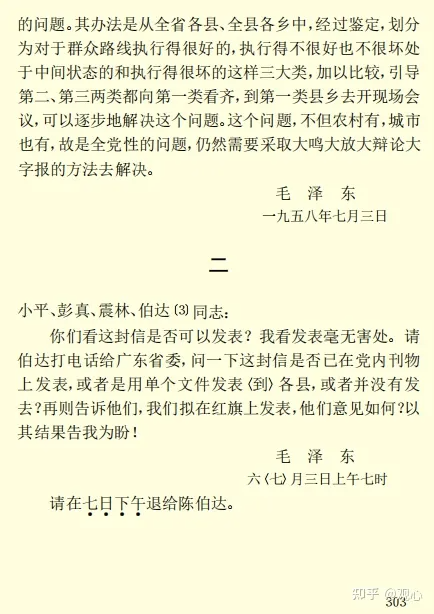 的问题。其办法是从全省各县、全县各乡中，经过鉴定，划分
为对于群众路线执行得很好的，执行得不很好也不很坏处
于中间状态的和执行得很坏的这样三大类，加以比较，引导
第二、第三两类都向第一类看齐，到第一类县乡去开现场会
议，可以逐步地解决这个问题。这个问题，不但农村有，城市
也有，故是全党性的问题，仍然需要采取大鸣大放大辩论大
字报的方法去解决。
毛 泽 东
一九五八年七月三日
二
小平、彭真、震林、伯达〔3〕同志：
你们看这封信是否可以发表？我看发表毫无害处。请
伯达打电话给广东省委，问一下这封信是否已在党内刊物
上发表，或者是用单个文件发表〈到〉各县，或者并没有发
去？再则告诉他们，我们拟在红旗上发表，他们意见如何？以
其结果告我为盼！
毛 泽 东
六〈七〉月三日上午七时
请在七日下午退给陈伯达。
303
知乎 @观心